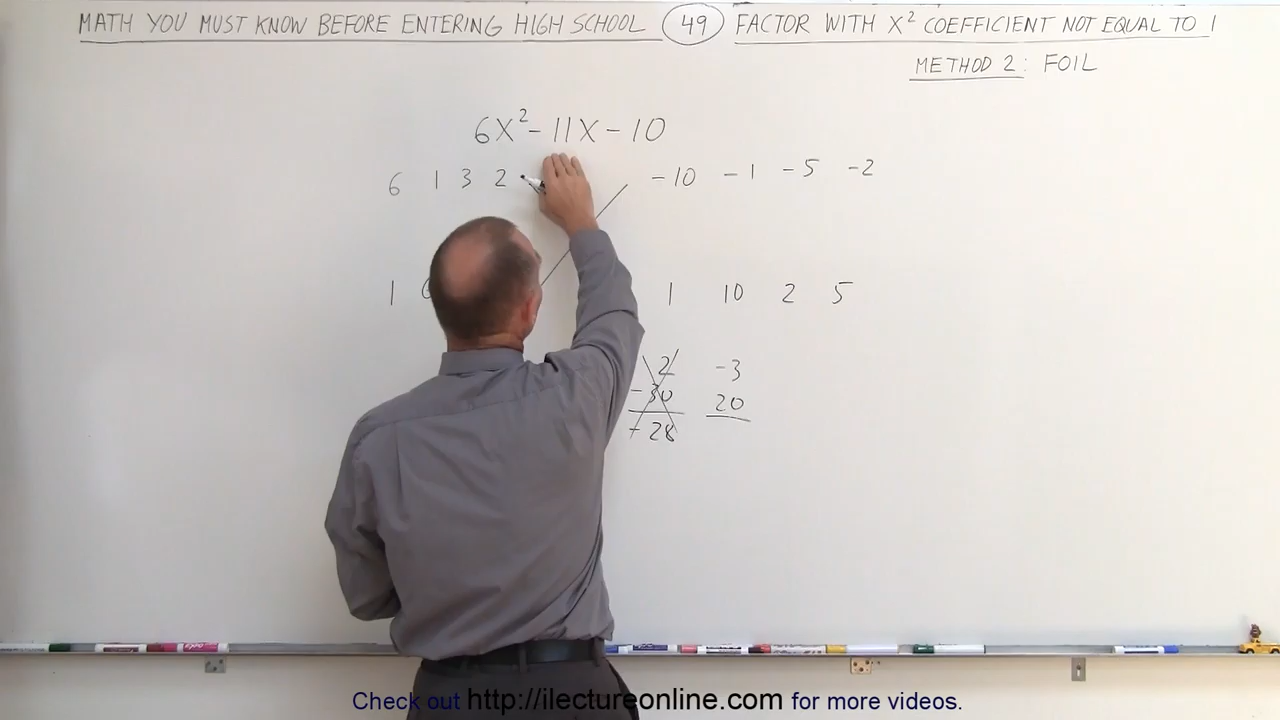 MATH YOU MUST KNOW BEFORE ENTERING HIGH SCHOOL 49 FACTOR WITH X² COEFFICIENT NOT EQUAL TO 1
METHOD 2: FOIL
6X² - 11X - 10
6 1 3 2 -10 -1 -5 -2
1 1 10 2 5
2 -3
-30 20
-28
Check out http://ilectureonline.com for more videos.